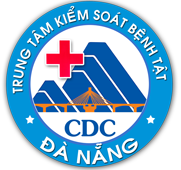 TRUNG TÂM KIỂM SOÁT BỆNH TẬT
CDC
ĐÀ NẴNG